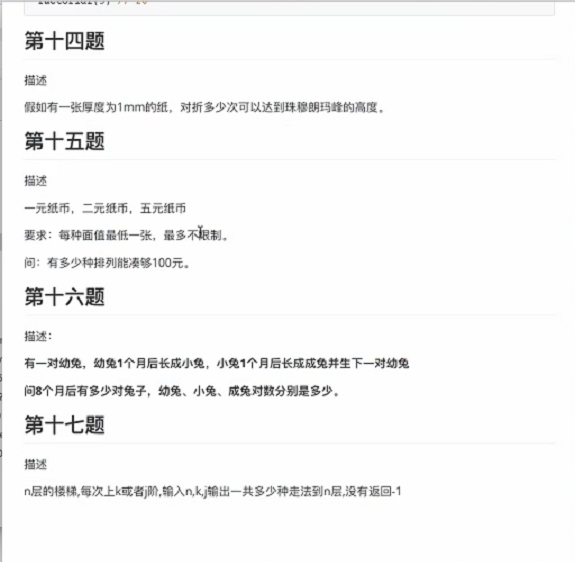 第十四题
描述
假如有一张厚度为1mm的纸，对折多少次可以达到珠穆朗玛峰的高度。
第十五题
描述
一元纸币，二元纸币，五元纸币
要求：每种面值最低一张，最多不限制。
问：有多少种排列能凑够100元。
第十六题
描述：
有一对幼兔，幼兔1个月后长成小兔，小兔1个月后长成成兔并生下一对幼兔
问8个月后有多少对兔子，幼兔、小兔、成兔对数分别是多少。
第十七题
描述
n层的楼梯,每次上k或者j阶,输入n,k,j输出一共多少种走法到n层,没有返回-1